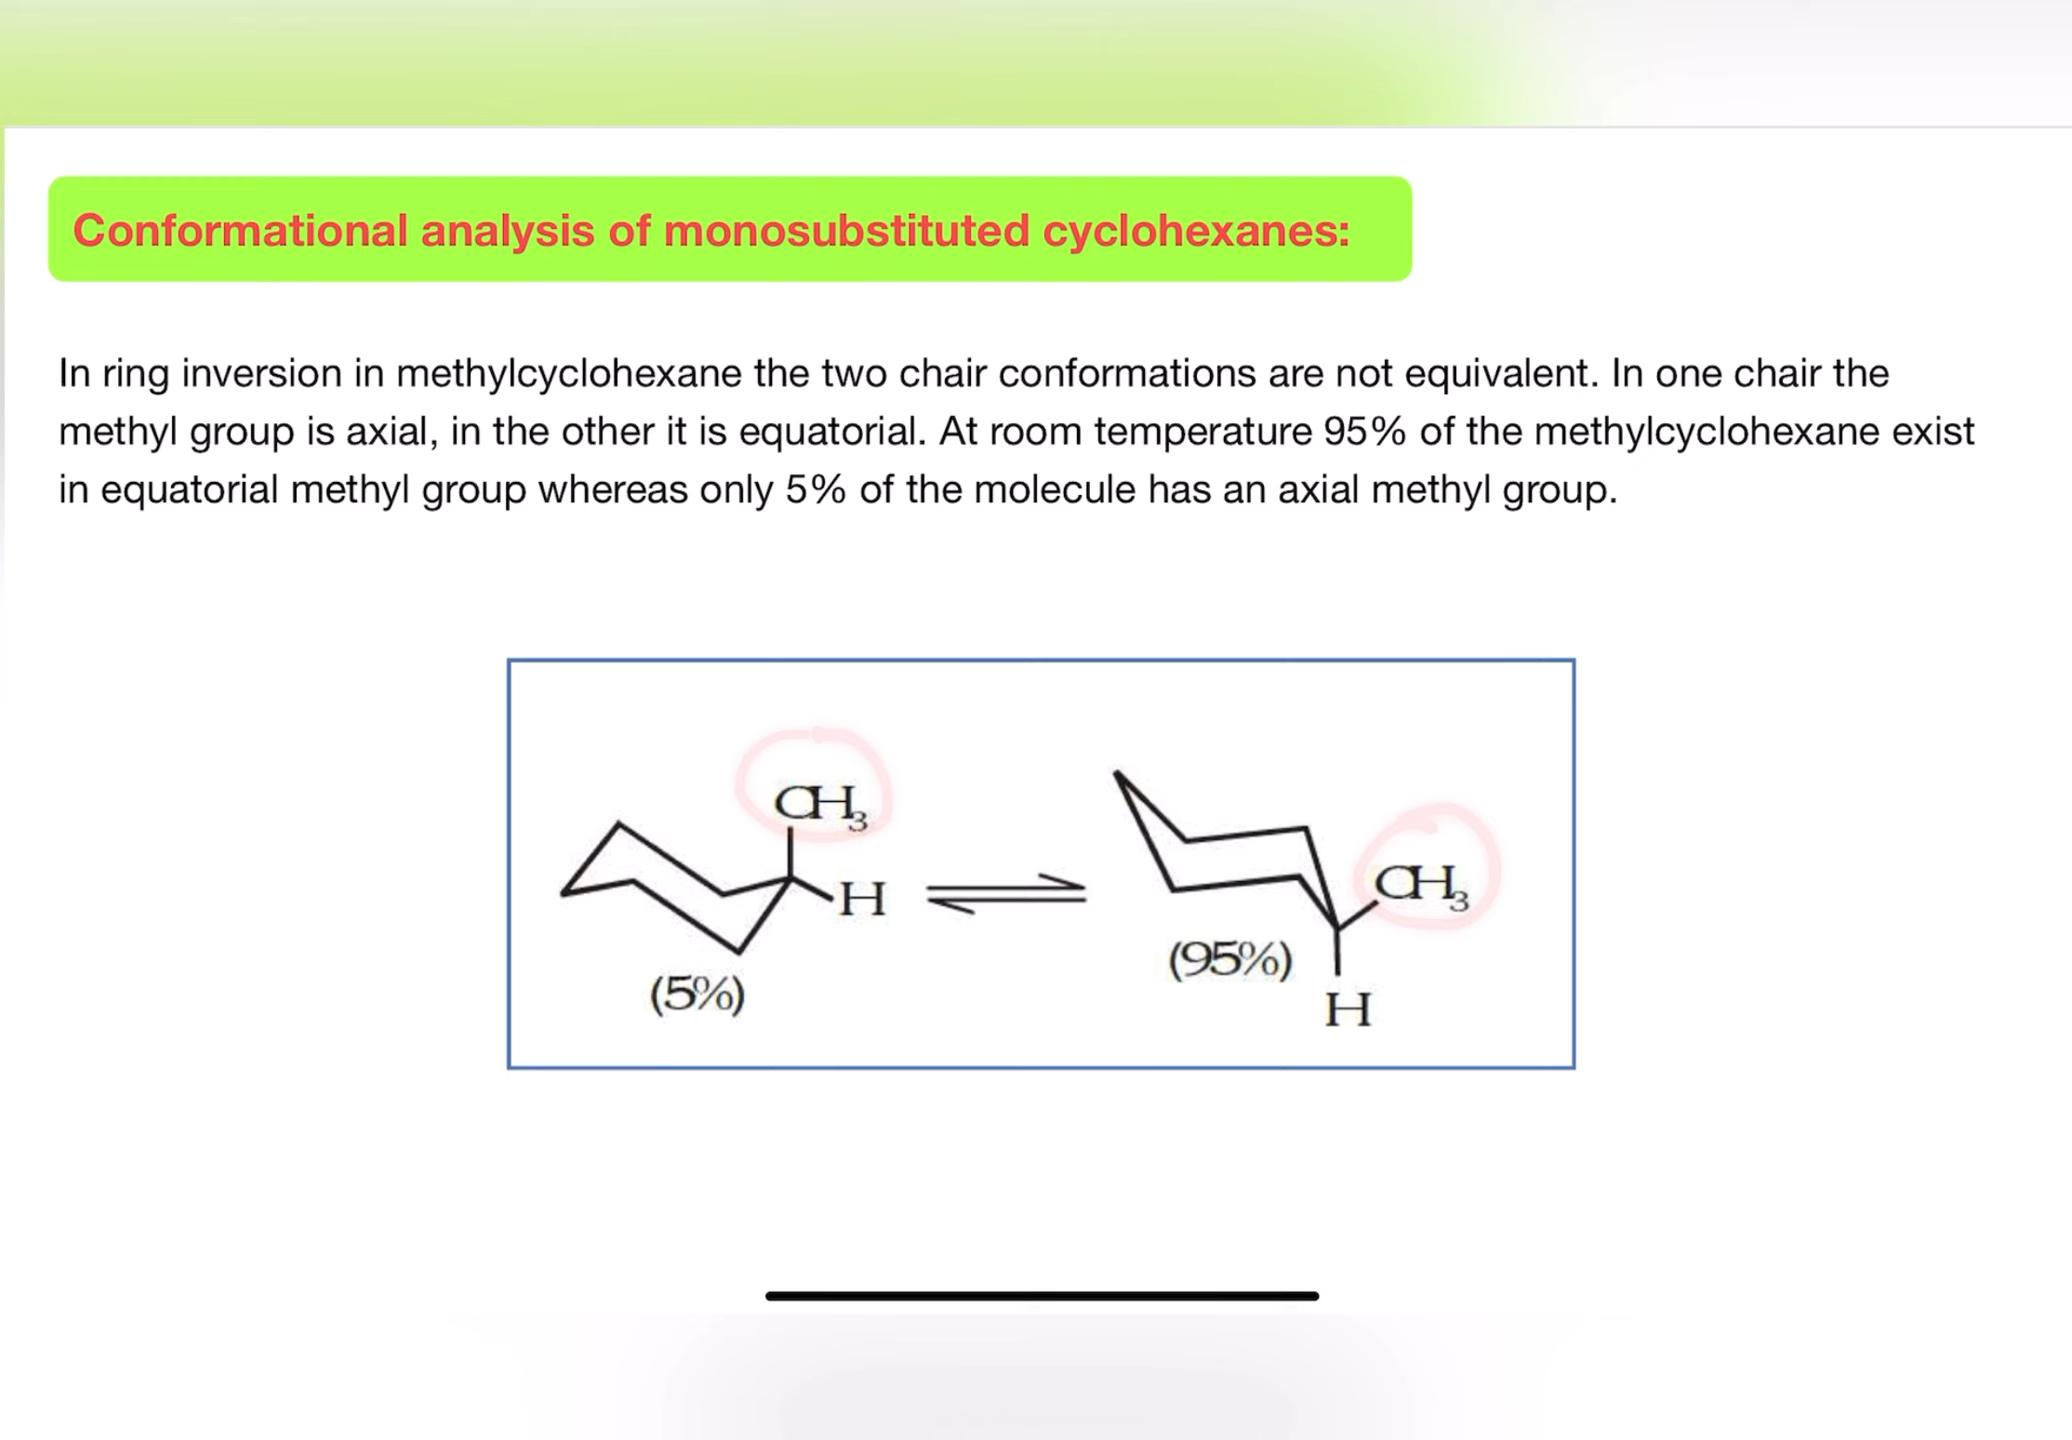 Conformational analysis of monosubstituted cyclohexanes:
In ring inversion in methylcyclohexane the two chair conformations are not equivalent. In one chair the
methyl group is axial, in the other it is equatorial. At room temperature 95% of the methylcyclohexane exist
in equatorial methyl group whereas only 5% of the molecule has an axial methyl group.
CH₃
H
(5%)
CH₃
(95%)
H